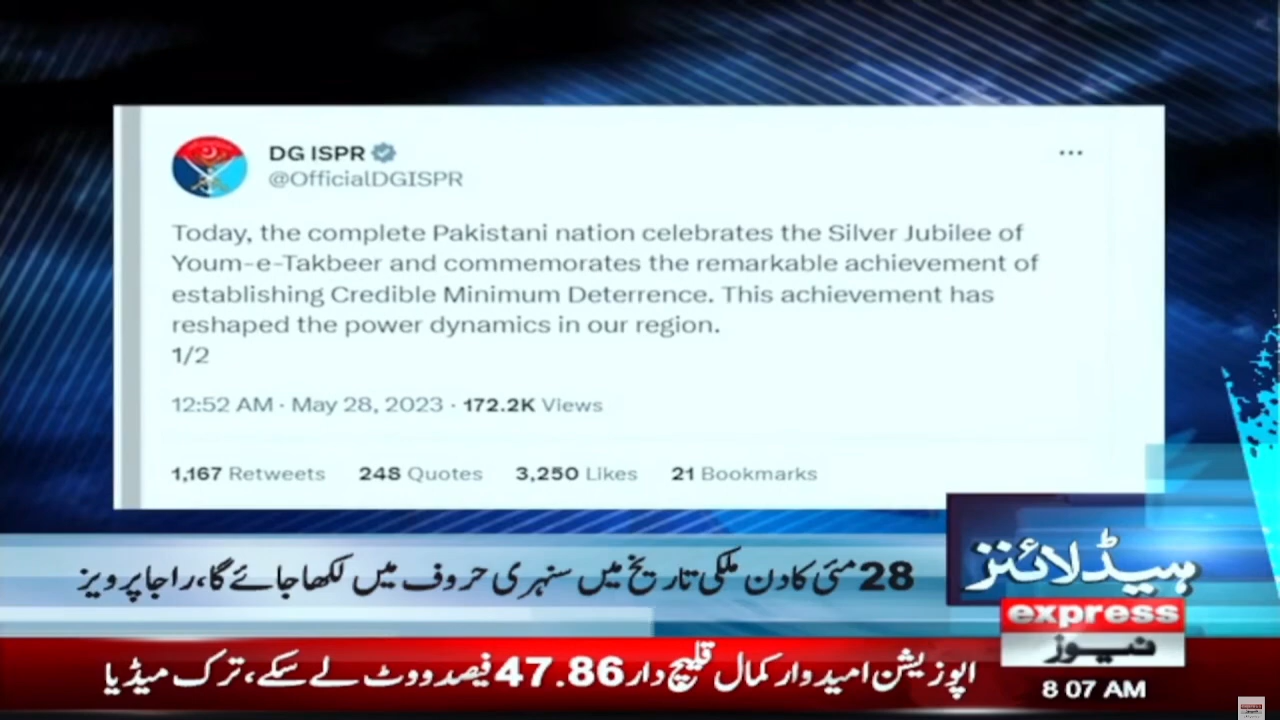 DG ISPR
@OfficialDGISPR
Today, the complete Pakistani nation celebrates the Silver Jubilee of
Youm-e-Takbeer and commemorates the remarkable achievement of
establishing Credible Minimum Deterrence. This achievement has
reshaped the power dynamics in our region.
1/2
12:52 AM · May 28, 2023 · 172.2K Views
1,167 Retweets 248 Quotes 3,250 Likes 21 Bookmarks
ہیڈلائنز
28 مئی کا دن ملکی تاریخ میں سنہری حروف میں لکھا جائے گا، راجا پرویز
express
نیوز
اپوزیشن امیدوار کمال قلیچ دار 47.86 فیصد ووٹ لے سکے، ترک میڈیا
8 07 AM